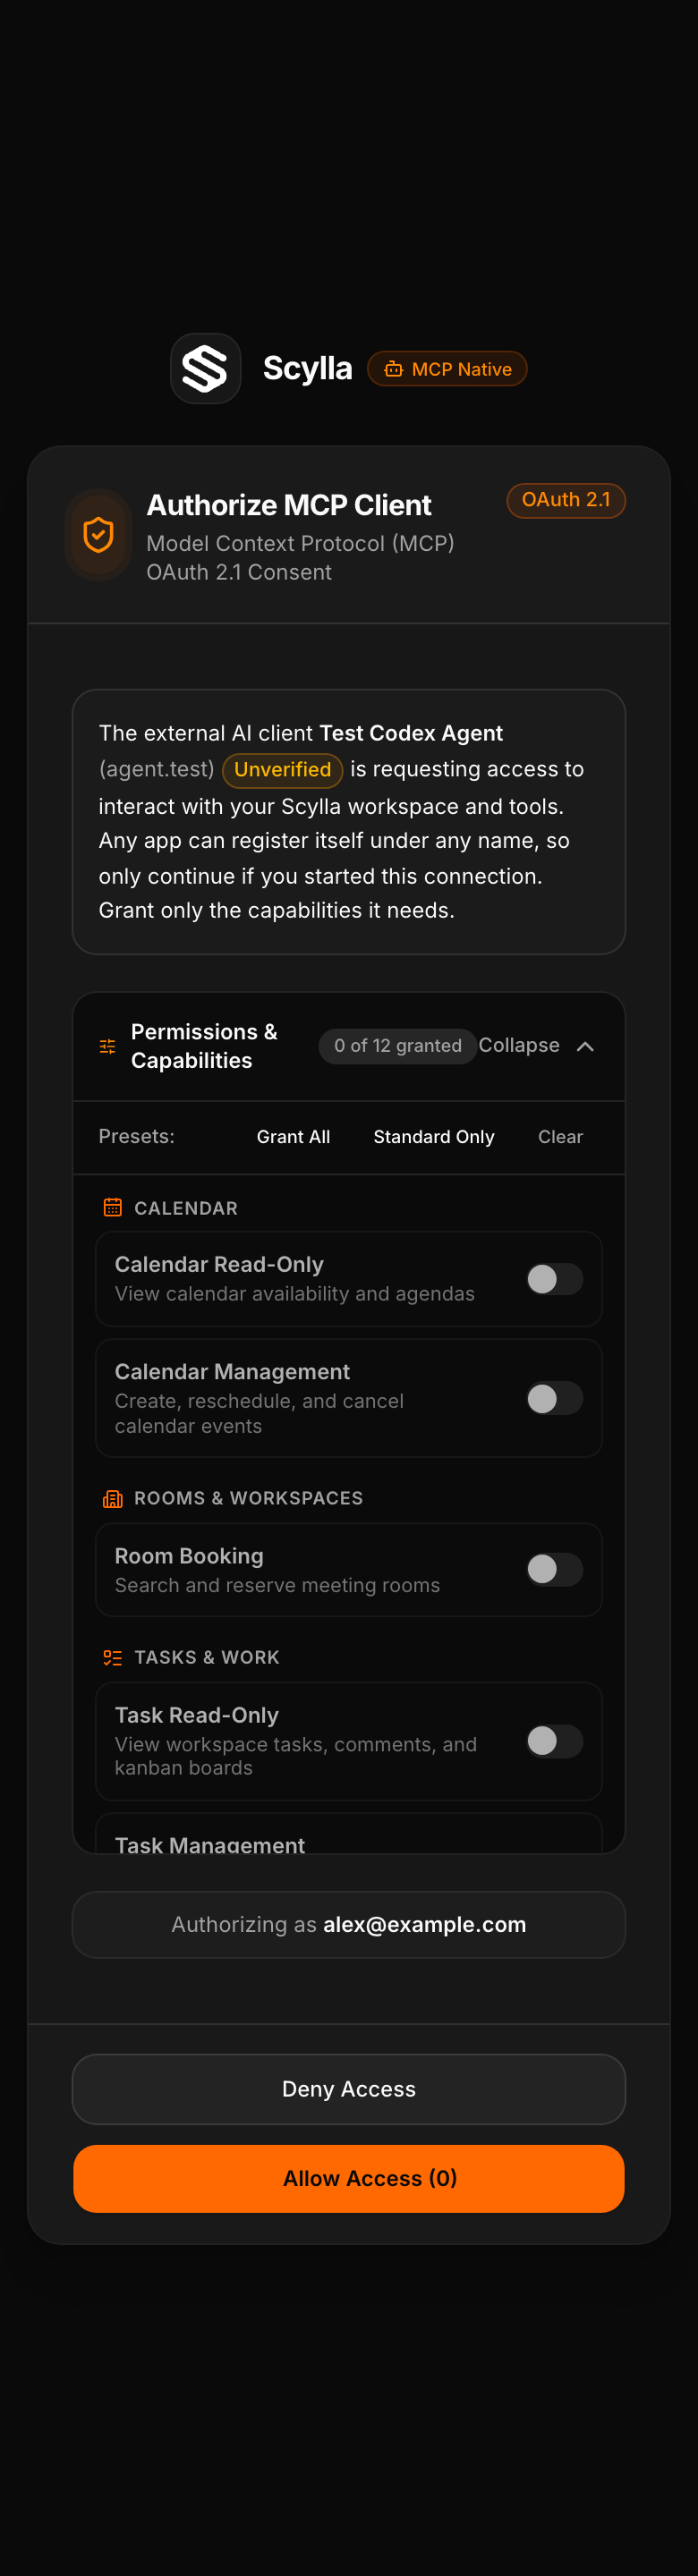 Scylla
MCP Native
Authorize MCP Client
OAuth 2.1
Model Context Protocol (MCP)
OAuth 2.1 Consent
The external AI client Test Codex Agent
(agent.test) Unverified is requesting access to
interact with your Scylla workspace and tools.
Any app can register itself under any name, so
only continue if you started this connection.
Grant only the capabilities it needs.
Permissions &
Capabilities
0 of 12 granted
Collapse
Presets:
Grant All
Standard Only
Clear
CALENDAR
Calendar Read-Only
View calendar availability and agendas
Calendar Management
Create, reschedule, and cancel
calendar events
ROOMS & WORKSPACES
Room Booking
Search and reserve meeting rooms
TASKS & WORK
Task Read-Only
View workspace tasks, comments, and
kanban boards
Task Management
Authorizing as alex@example.com
Deny Access
Allow Access (0)